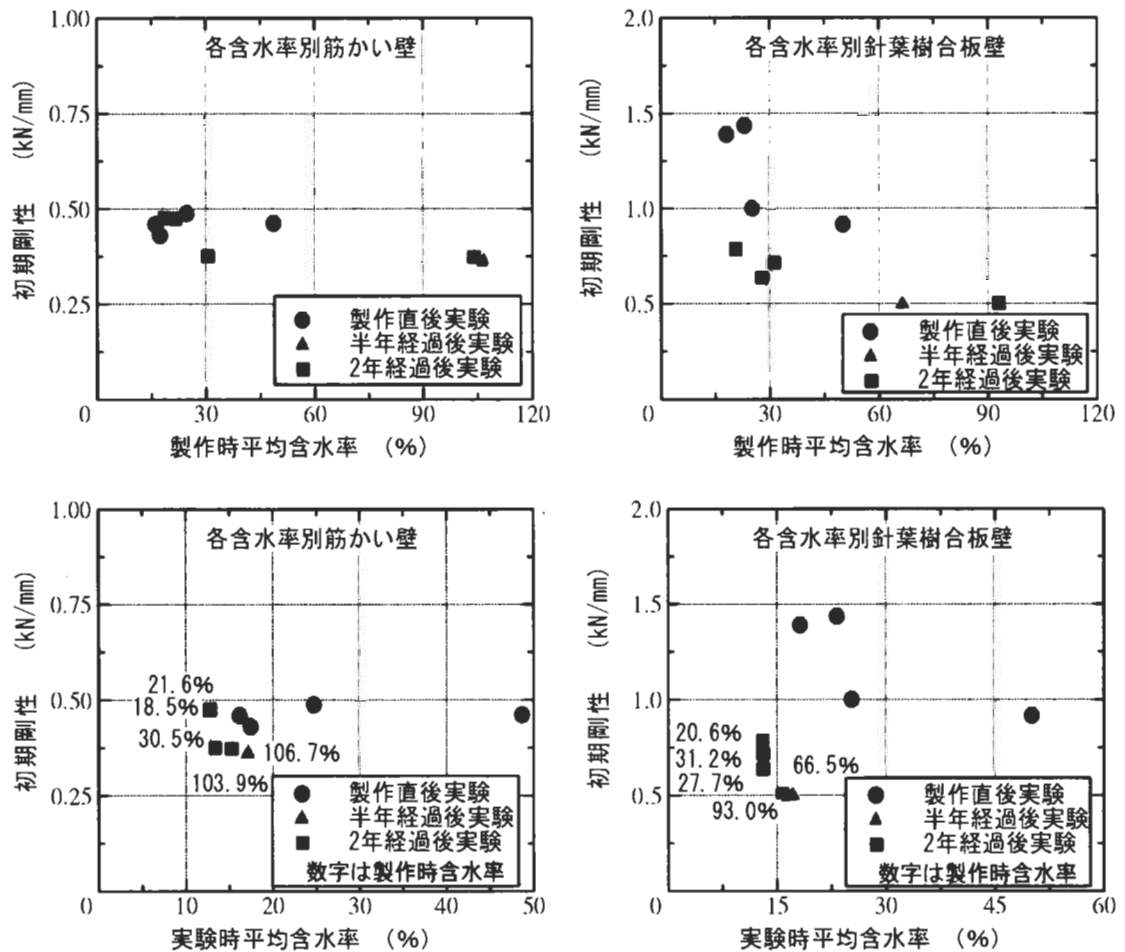 各含水率別筋かい壁
初期剛性 (kN/mm)
1.00
0.75
0.50
0.25
0 30 60 90 120
製作時平均含水率 (%)
● 製作直後実験
▲ 半年経過後実験
■ 2年経過後実験
各含水率別針葉樹合板壁
初期剛性 (kN/mm)
2.0
1.5
1.0
0.5
0 30 60 90 120
製作時平均含水率 (%)
● 製作直後実験
▲ 半年経過後実験
■ 2年経過後実験
各含水率別筋かい壁
初期剛性 (kN/mm)
1.00
0.75
0.50
0.25
0 10 20 30 40 50
実験時平均含水率 (%)
21.6%
18.5%
30.5%
106.7%
103.9%
● 製作直後実験
▲ 半年経過後実験
■ 2年経過後実験
数字は製作時含水率
各含水率別針葉樹合板壁
初期剛性 (kN/mm)
2.0
1.5
1.0
0.5
0 15 30 45 60
実験時平均含水率 (%)
20.6%
31.2%
66.5%
27.7%
93.0%
● 製作直後実験
▲ 半年経過後実験
■ 2年経過後実験
数字は製作時含水率